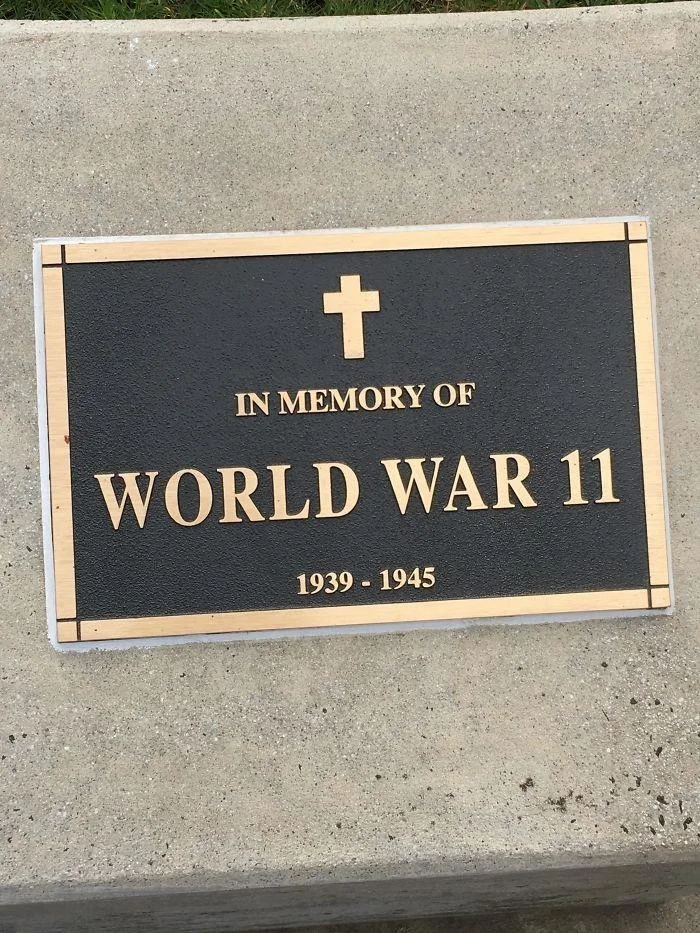 IN MEMORY OF
WORLD WAR 11
1939 - 1945